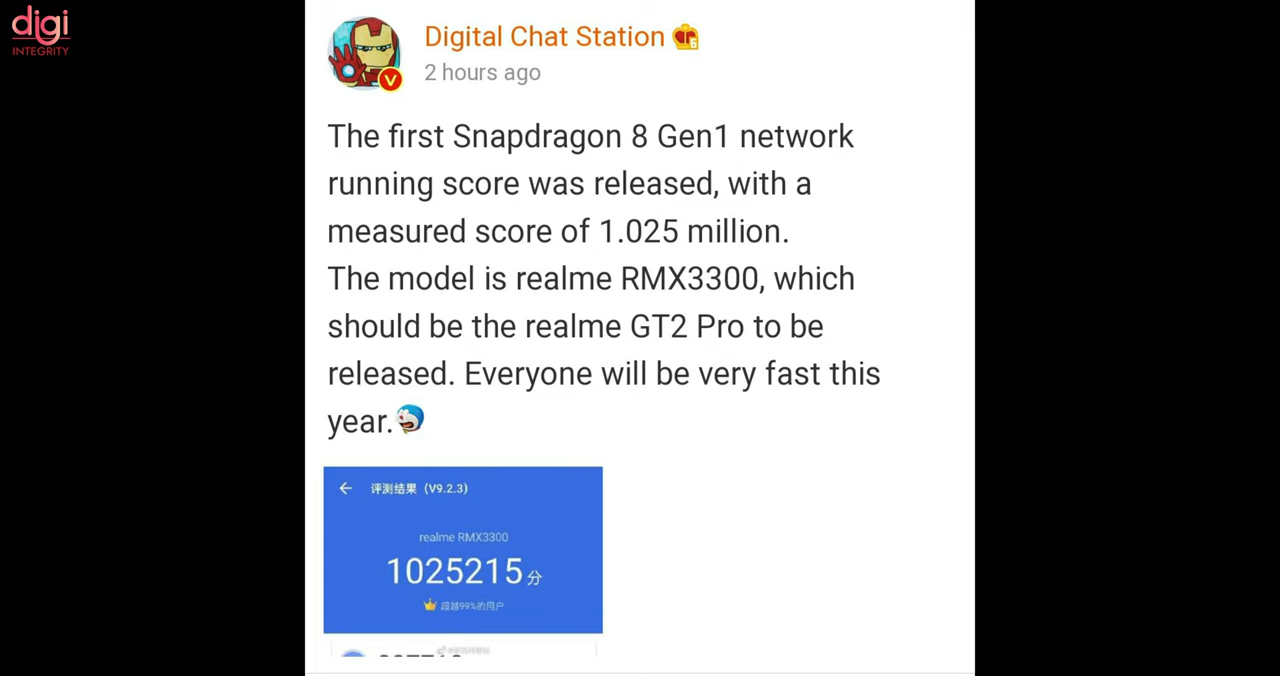 digi
INTEGRITY
Digital Chat Station
2 hours ago
The first Snapdragon 8 Gen1 network
running score was released, with a
measured score of 1.025 million.
The model is realme RMX3300, which
should be the realme GT2 Pro to be
released. Everyone will be very fast this
year.
评测结果（V9.2.3）
realme RMX3300
1025215分
超越99%的用户